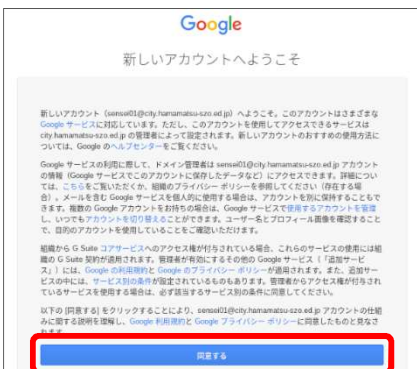 Google
新しいアカウントへようこそ
新しいアカウント（sensei01@city.hamamatsu-szo.ed.jp）へようこそ。このアカウントはさまざまな
Google サービスに対応しています。ただし、このアカウントを使用してアクセスできるサービスは
city.hamamatsu-szo.ed.jp の管理者によって設定されます。新しいアカウントのおすすめの使用方法に
ついては、Google のヘルプセンターをご覧ください。
Google サービスの利用に際して、ドメイン管理者は sensei01@city.hamamatsu-szo.ed.jp アカウント
の情報（Google サービスでこのアカウントに保存したデータなど）にアクセスできます。詳細につい
ては、こちらをご覧いただくか、組織のプライバシー ポリシーを参照してください（存在する場
合）。メールを含む Google サービスを個人的に使用する場合は、アカウントを別に保持することもで
きます。複数の Google アカウントをお持ちの場合は、Google サービスで使用するアカウントを管理
し、いつでもアカウントを切り替えることができます。ユーザー名とプロフィール画像を確認すること
で、目的のアカウントを使用していることをご確認いただけます。
組織から G Suite コアサービスへのアクセス権が付与されている場合、これらのサービスの使用には組
織の G Suite 契約が適用されます。管理者が有効にするその他の Google サービス（「追加サービ
ス」）には、Google の利用規約と Google のプライバシー ポリシーが適用されます。また、追加サー
ビスの中には、サービス別の条件が設定されているものもあります。管理者からアクセス権が付与され
ているサービスを使用する場合は、必ず該当するサービス別の条件に同意してください。
以下の [同意する] をクリックすることにより、sensei01@city.hamamatsu-szo.ed.jp アカウントの仕組
みに関する説明を理解し、Google 利用規約と Google プライバシー ポリシーに同意したものと見なさ
れます。
同意する